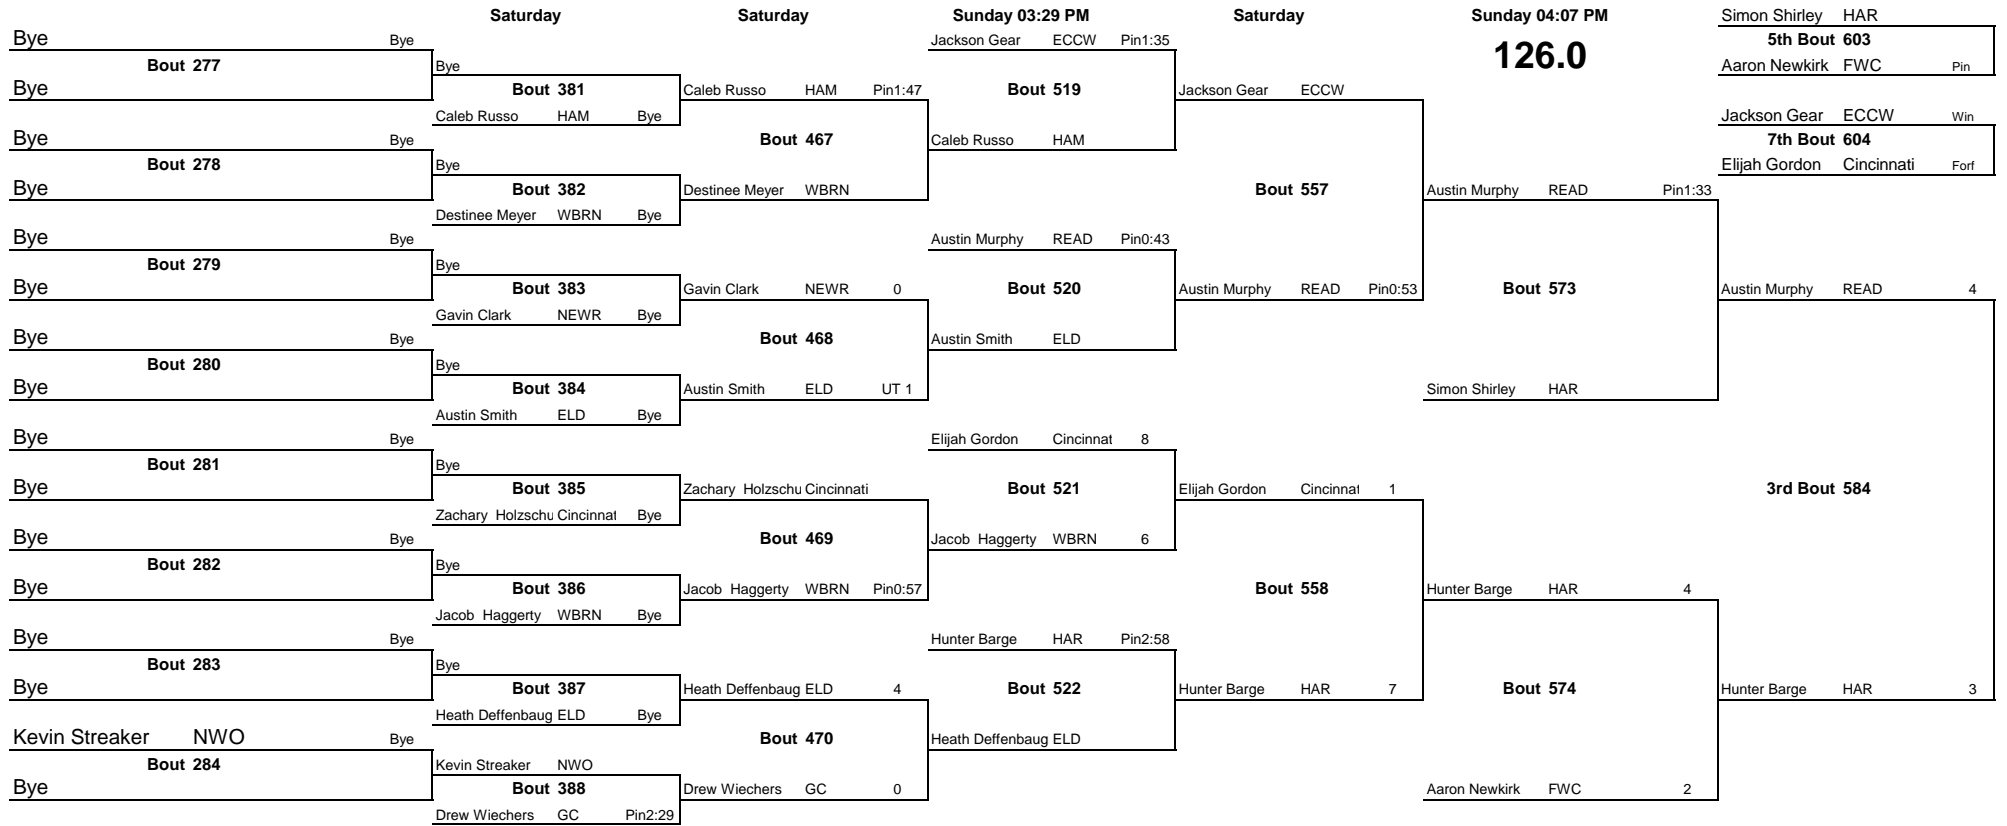 Saturday Saturday Sunday 03:29 PM Saturday Sunday 04:07 PM
126.0
Bye Bye
Bout 277
Bye
Bye Bye
Bout 278
Bye
Bye Bye
Bout 279
Bye
Bye Bye
Bout 280
Bye
Bye Bye
Bout 281
Bye
Bye Bye
Bout 282
Bye
Bye Bye
Bout 283
Bye
Kevin Streaker NWO Bye
Bout 284
Bye
Bye
Bout 381
Caleb Russo HAM Bye
Bye
Bout 382
Destinee Meyer WBRN Bye
Bye
Bout 383
Gavin Clark NEWR Bye
Bye
Bout 384
Austin Smith ELD Bye
Bye
Bout 385
Zachary Holzschu Cincinnat Bye
Bye
Bout 386
Jacob Haggerty WBRN Bye
Bye
Bout 387
Heath Deffenbaug ELD Bye
Kevin Streaker NWO
Bout 388
Drew Wiechers GC Pin2:29
Caleb Russo HAM Pin1:47
Bout 467
Destinee Meyer WBRN
Gavin Clark NEWR 0
Bout 468
Austin Smith ELD UT 1
Zachary Holzschu Cincinnati
Bout 469
Jacob Haggerty WBRN Pin0:57
Heath Deffenbaug ELD 4
Bout 470
Drew Wiechers GC 0
Jackson Gear ECCW Pin1:35
Bout 519
Caleb Russo HAM
Austin Murphy READ Pin0:43
Bout 520
Austin Smith ELD
Elijah Gordon Cincinnat 8
Bout 521
Jacob Haggerty WBRN 6
Hunter Barge HAR Pin2:58
Bout 522
Heath Deffenbaug ELD
Jackson Gear ECCW
Bout 557
Austin Murphy READ Pin0:53
Elijah Gordon Cincinnat 1
Bout 558
Hunter Barge HAR 7
Austin Murphy READ Pin1:33
Bout 573
Simon Shirley HAR
Hunter Barge HAR 4
Bout 574
Aaron Newkirk FWC 2
Simon Shirley HAR
5th Bout 603
Aaron Newkirk FWC Pin
Jackson Gear ECCW Win
7th Bout 604
Elijah Gordon Cincinnati Forf
Austin Murphy READ 4
3rd Bout 584
Hunter Barge HAR 3